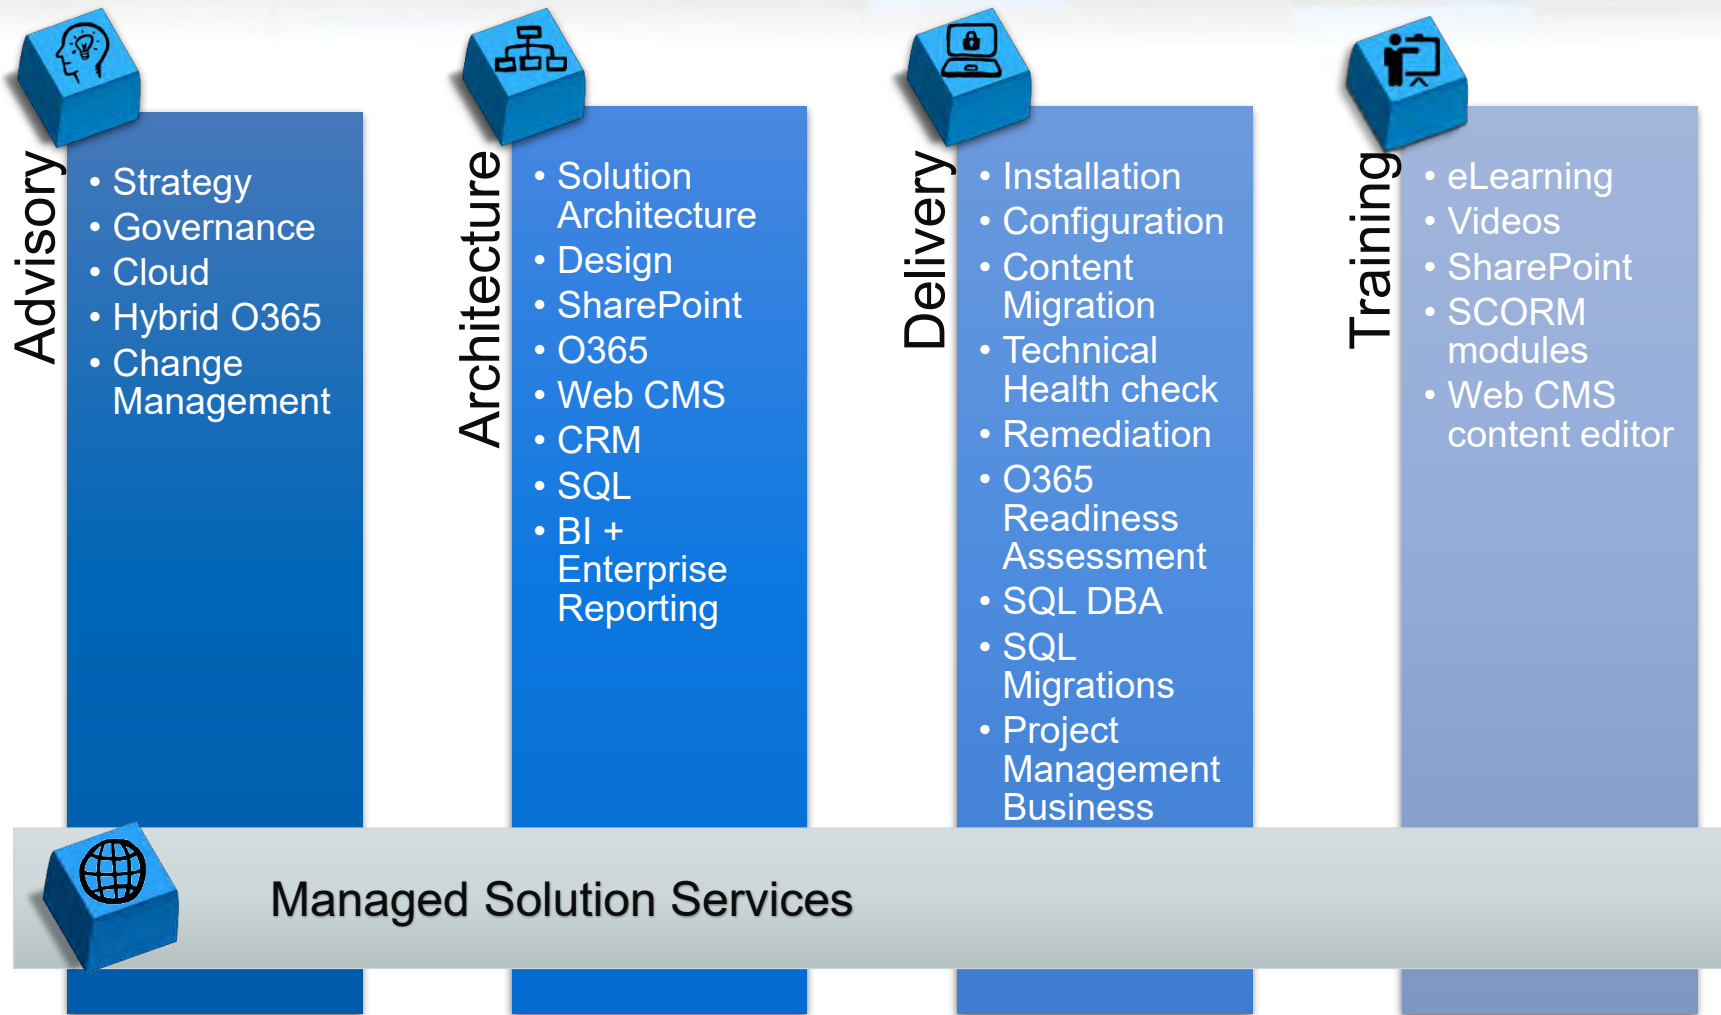 Advisory
• Strategy
• Governance
• Cloud
• Hybrid O365
• Change
Management
Architecture
• Solution
Architecture
• Design
• SharePoint
• O365
• Web CMS
• CRM
• SQL
• BI +
Enterprise
Reporting
Delivery
• Installation
• Configuration
• Content
Migration
• Technical
Health check
• Remediation
• O365
Readiness
Assessment
• SQL DBA
• SQL
Migrations
• Project
Management
Business
Training
• eLearning
• Videos
• SharePoint
• SCORM
modules
• Web CMS
content editor
Managed Solution Services